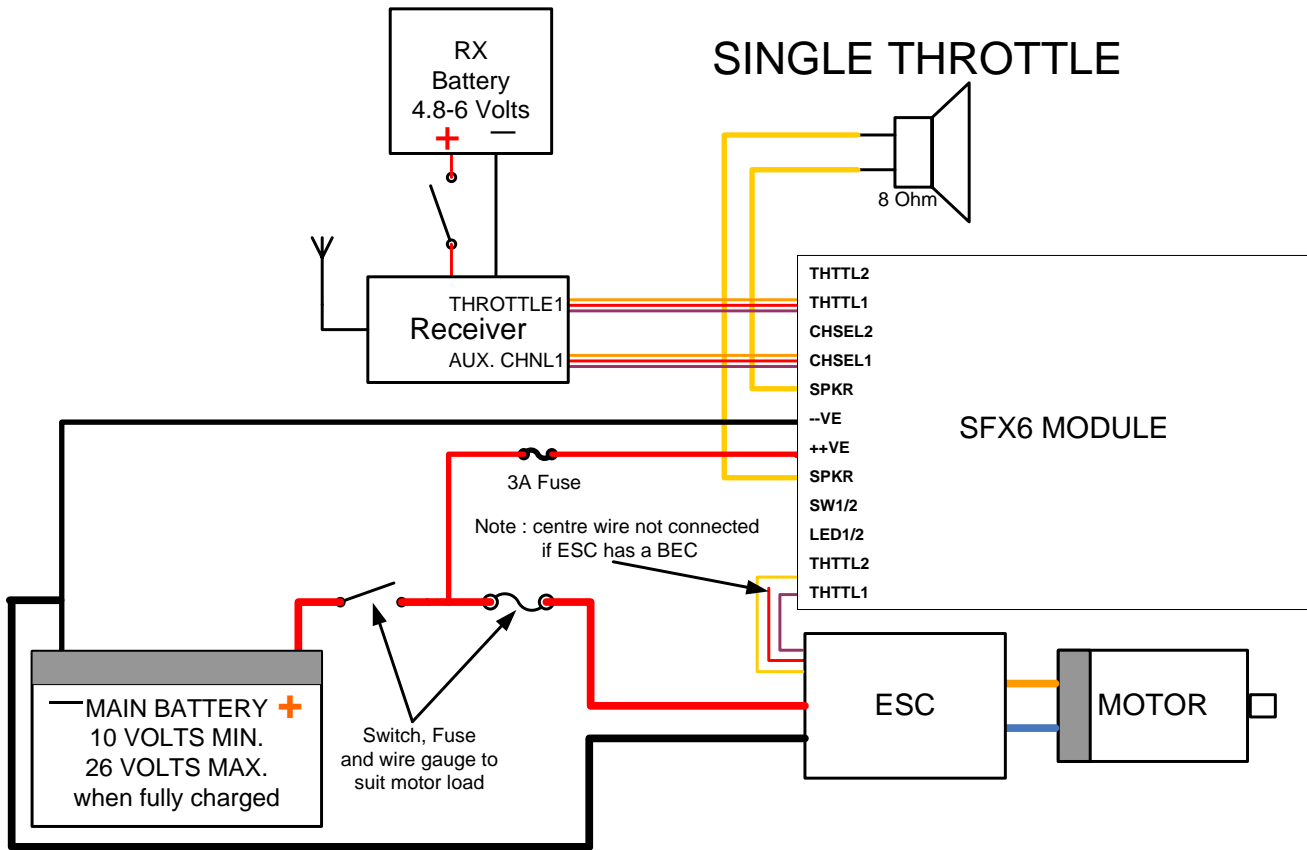 SINGLE THROTTLE
RX
Battery
4.8-6 Volts
+ —
8 Ohm
THROTTLE1
Receiver
AUX. CHNL1
THTTL2
THTTL1
CHSEL2
CHSEL1
SPKR
--VE
++VE
SPKR
SW1/2
LED1/2
THTTL2
THTTL1
SFX6 MODULE
3A Fuse
Note : centre wire not connected
if ESC has a BEC
— MAIN BATTERY +
10 VOLTS MIN.
26 VOLTS MAX.
when fully charged
Switch, Fuse
and wire gauge to
suit motor load
ESC
MOTOR